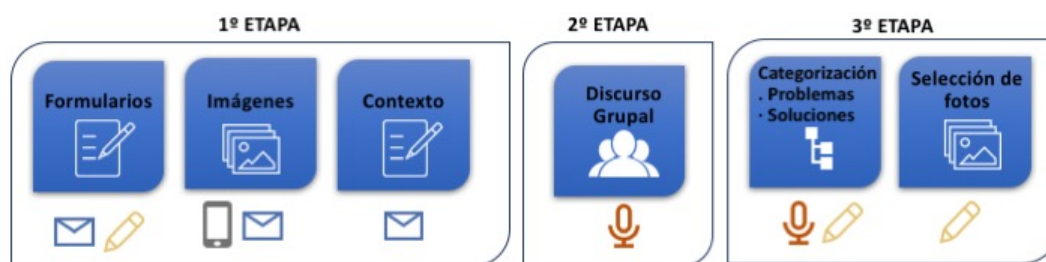 1º ETAPA
Formularios
Imágenes
Contexto
2º ETAPA
Discurso
Grupal
3º ETAPA
Categorización
. Problemas
· Soluciones
Selección de
fotos